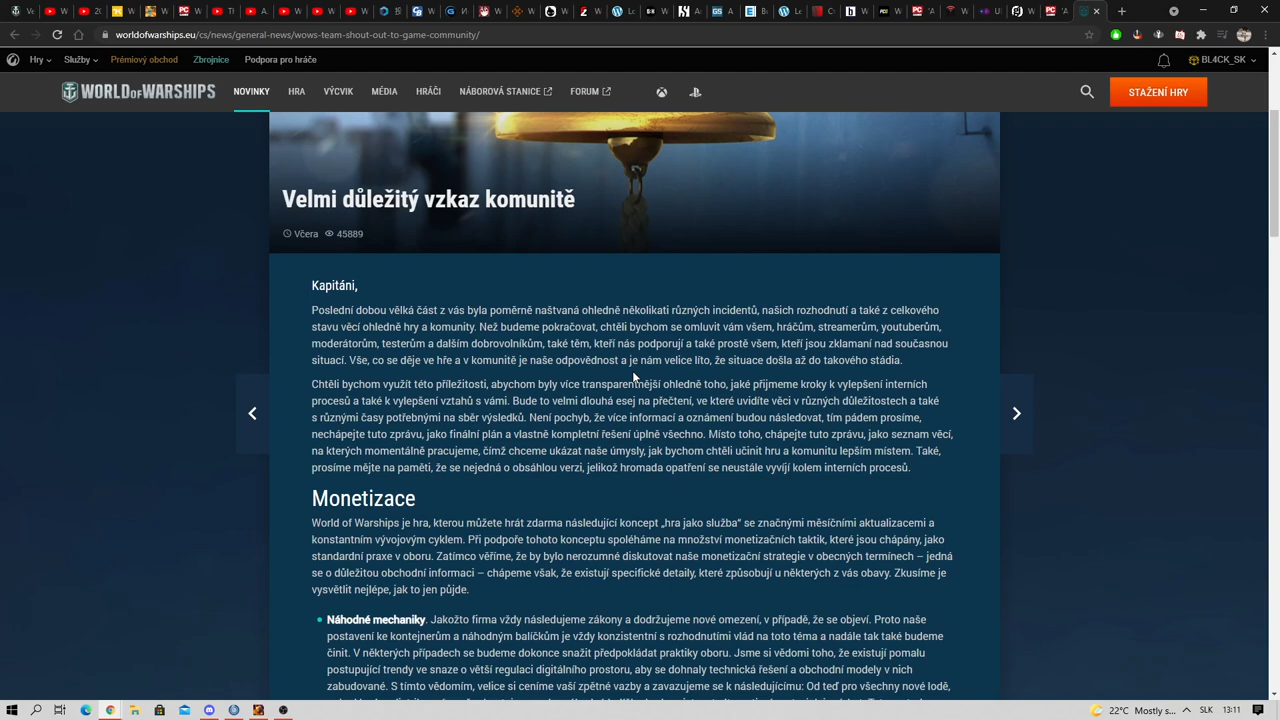 Ve
YouTu
worldofwarships.eu/cs/news/general-news/wows-team-shout-out-to-game-community/
Hry
Služby
Prémiový obchod
Zbrojnice
Podpora pro hráče
BL4CK_SK
WORLD OF WARSHIPS
NOVINKY
HRA
VÝCVIK
MÉDIA
HRÁČI
NÁBOROVÁ STANICE
FORUM
STAŽENÍ HRY
Velmi důležitý vzkaz komunitě
Včera 45889
Kapitáni,
Poslední dobou vělká část z vás byla poměrně naštvaná ohledně několikati různých incidentů, našich rozhodnutí a také z celkového
stavu věcí ohledně hry a komunity. Než budeme pokračovat, chtěli bychom se omluvit vám všem, hráčům, streamerům, youtuberům,
moderátorům, testerům a dalším dobrovolníkům, také těm, kteří nás podporují a také prostě všem, kteří jsou zklamaní nad současnou
situací. Vše, co se děje ve hře a v komunitě je naše odpovědnost a je nám velice líto, že situace došla až do takového stádia.
Chtěli bychom využít této příležitosti, abychom byly více transparentnější ohledně toho, jaké přijmeme kroky k vylepšení interních
procesů a také k vylepšení vztahů s vámi. Bude to velmi dlouhá esej na přečtení, ve které uvidíte věci v různých důležitostech a také
s různými časy potřebnými na sběr výsledků. Není pochyb, že více informací a oznámení budou následovat, tím pádem prosíme,
nechápejte tuto zprávu, jako finální plán a vlastně kompletní řešení úplně všechno. Místo toho, chápejte tuto zprávu, jako seznam věcí,
na kterých momentálně pracujeme, čímž chceme ukázat naše úmysly, jak bychom chtěli učinit hru a komunitu lepším místem. Také,
prosíme mějte na paměti, že se nejedná o obsáhlou verzi, jelikož hromada opatření se neustále vyvíjí kolem interních procesů.
Monetizace
World of Warships je hra, kterou můžete hrát zdarma následující koncept „hra jako služba“ se značnými měsíčními aktualizacemi a
konstantním vývojovým cyklem. Při podpoře tohoto konceptu spoléháme na množství monetizačních taktik, které jsou chápány, jako
standardní praxe v oboru. Zatímco věříme, že by bylo nerozumné diskutovat naše monetizační strategie v obecných termínech – jedná
se o důležitou obchodní informaci – chápeme však, že existují specifické detaily, které způsobují u některých z vás obavy. Zkusíme je
vysvětlit nejlépe, jak to jen půjde.
Náhodné mechaniky. Jakožto firma vždy následujeme zákony a dodržujeme nové omezení, v případě, že se objeví. Proto naše
postavení ke kontejnerům a náhodným balíčkům je vždy konzistentní s rozhodnutími vlád na toto téma a nadále tak také budeme
činit. V některých případech se budeme dokonce snažit předpokládat praktiky oboru. Jsme si vědomi toho, že existují pomalu
postupující trendy ve snaze o větší regulaci digitálního prostoru, aby se dohnaly technická řešení a obchodní modely v nich
zabudované. S tímto vědomím, velice si ceníme vaší zpětné vazby a zavazujeme se k následujícímu: Od teď pro všechny nové lodě,
22°C Mostly s...
SLK
13:11